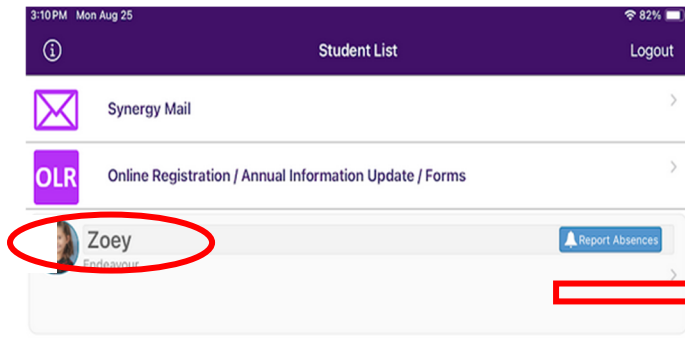 3:10 PM Mon Aug 25 82%
Student List Logout
Synergy Mail
OLR Online Registration / Annual Information Update / Forms
Zoey Report Absences
Endeavour